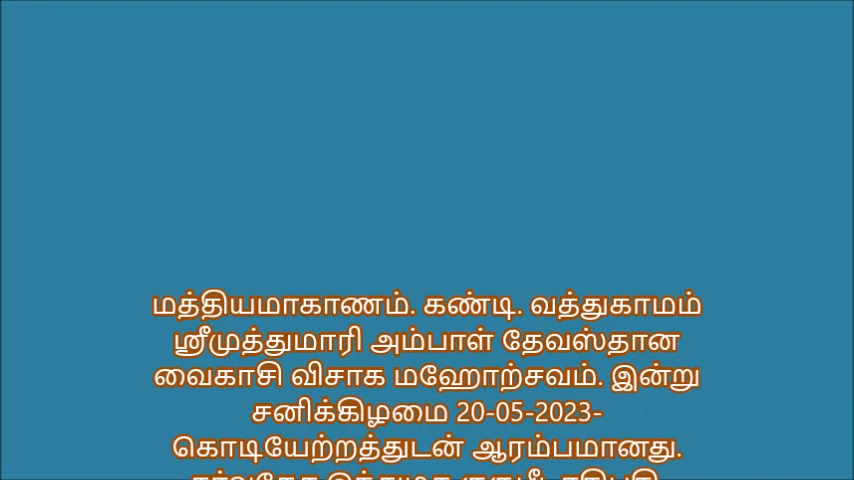 மத்தியமாகாணம். கண்டி. வத்துகாமம்
ஸ்ரீமுத்துமாரி அம்பாள் தேவஸ்தான
வைகாசி விசாக மஹோற்சவம். இன்று
சனிக்கிழமை 20-05-2023-
கொடியேற்றத்துடன் ஆரம்பமானது.